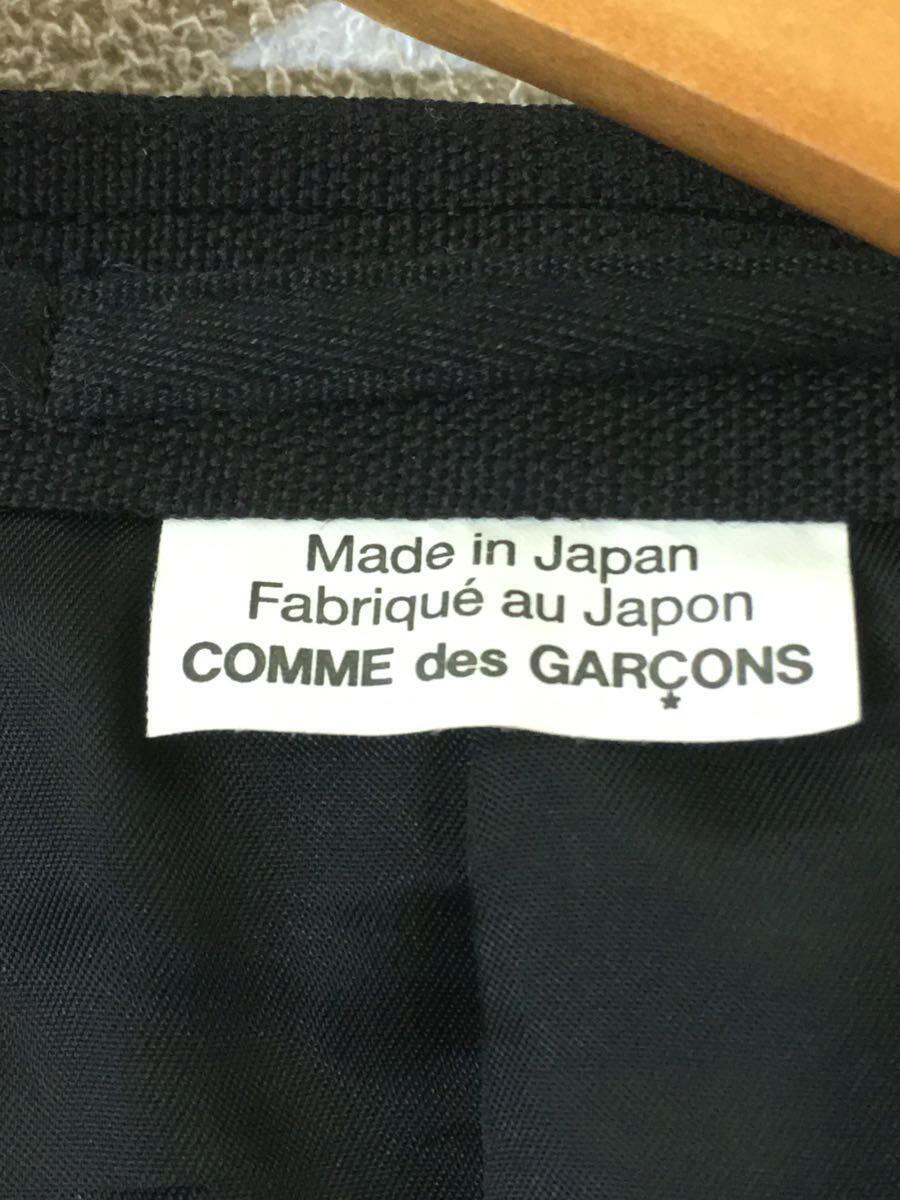 Made in Japan
Fabriqué au Japon
COMME des GARÇONS